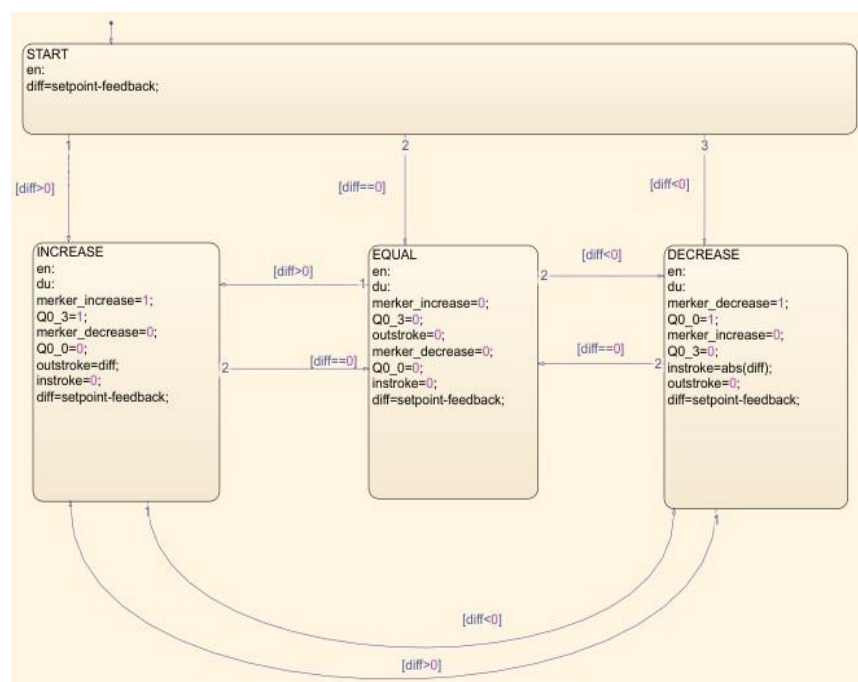 START
en:
diff=setpoint-feedback;
1
2
3
[diff>0]
[diff==0]
[diff<0]
INCREASE
en:
du:
merker_increase=1;
Q0_3=1;
merker_decrease=0;
Q0_0=0;
outstroke=diff;
instroke=0;
diff=setpoint-feedback;
[diff>0]
1
2
[diff==0]
EQUAL
en:
du:
merker_increase=0;
Q0_3=0;
outstroke=0;
merker_decrease=0;
Q0_0=0;
instroke=0;
diff=setpoint-feedback;
[diff<0]
2
[diff==0]
2
DECREASE
en:
du:
merker_decrease=1;
Q0_0=1;
merker_increase=0;
Q0_3=0;
instroke=abs(diff);
outstroke=0;
diff=setpoint-feedback;
1
1
[diff<0]
[diff>0]